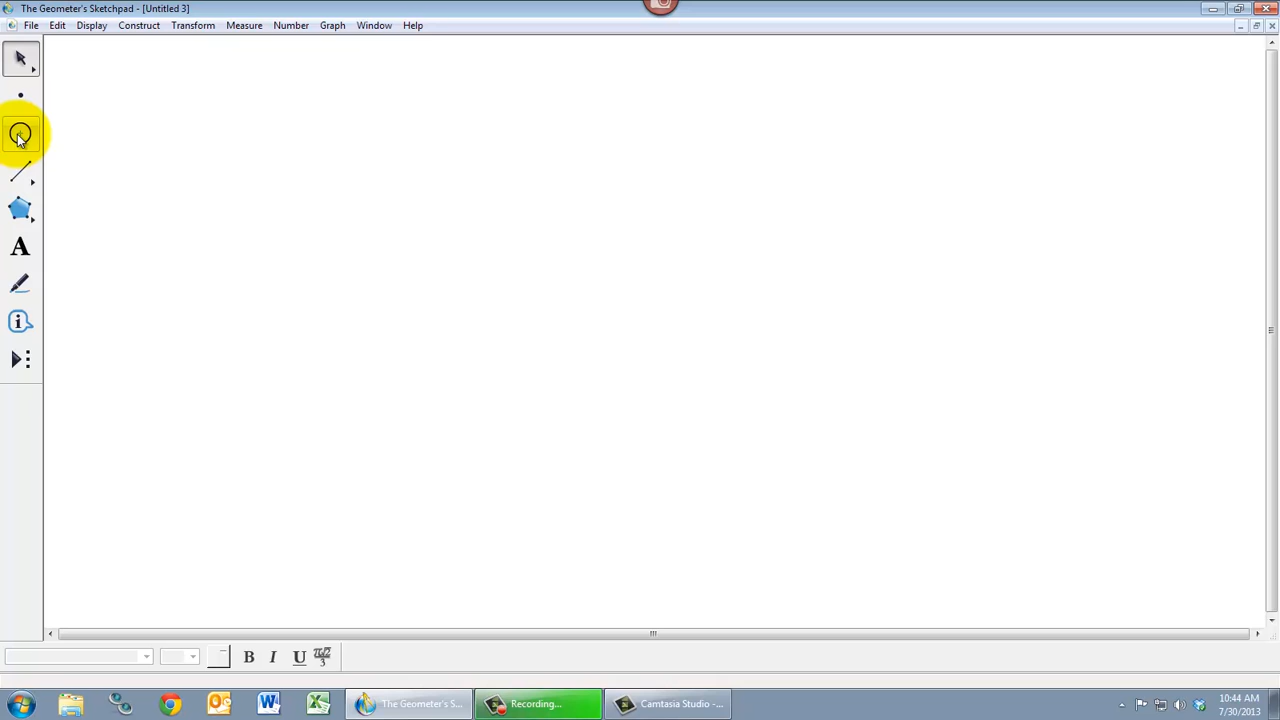 The Geometer's Sketchpad - [Untitled 3]
File Edit Display Construct Transform Measure Number Graph Window Help
A
i
B I U
The Geometer's S... Recording... Camtasia Studio -...
10:44 AM
7/30/2013